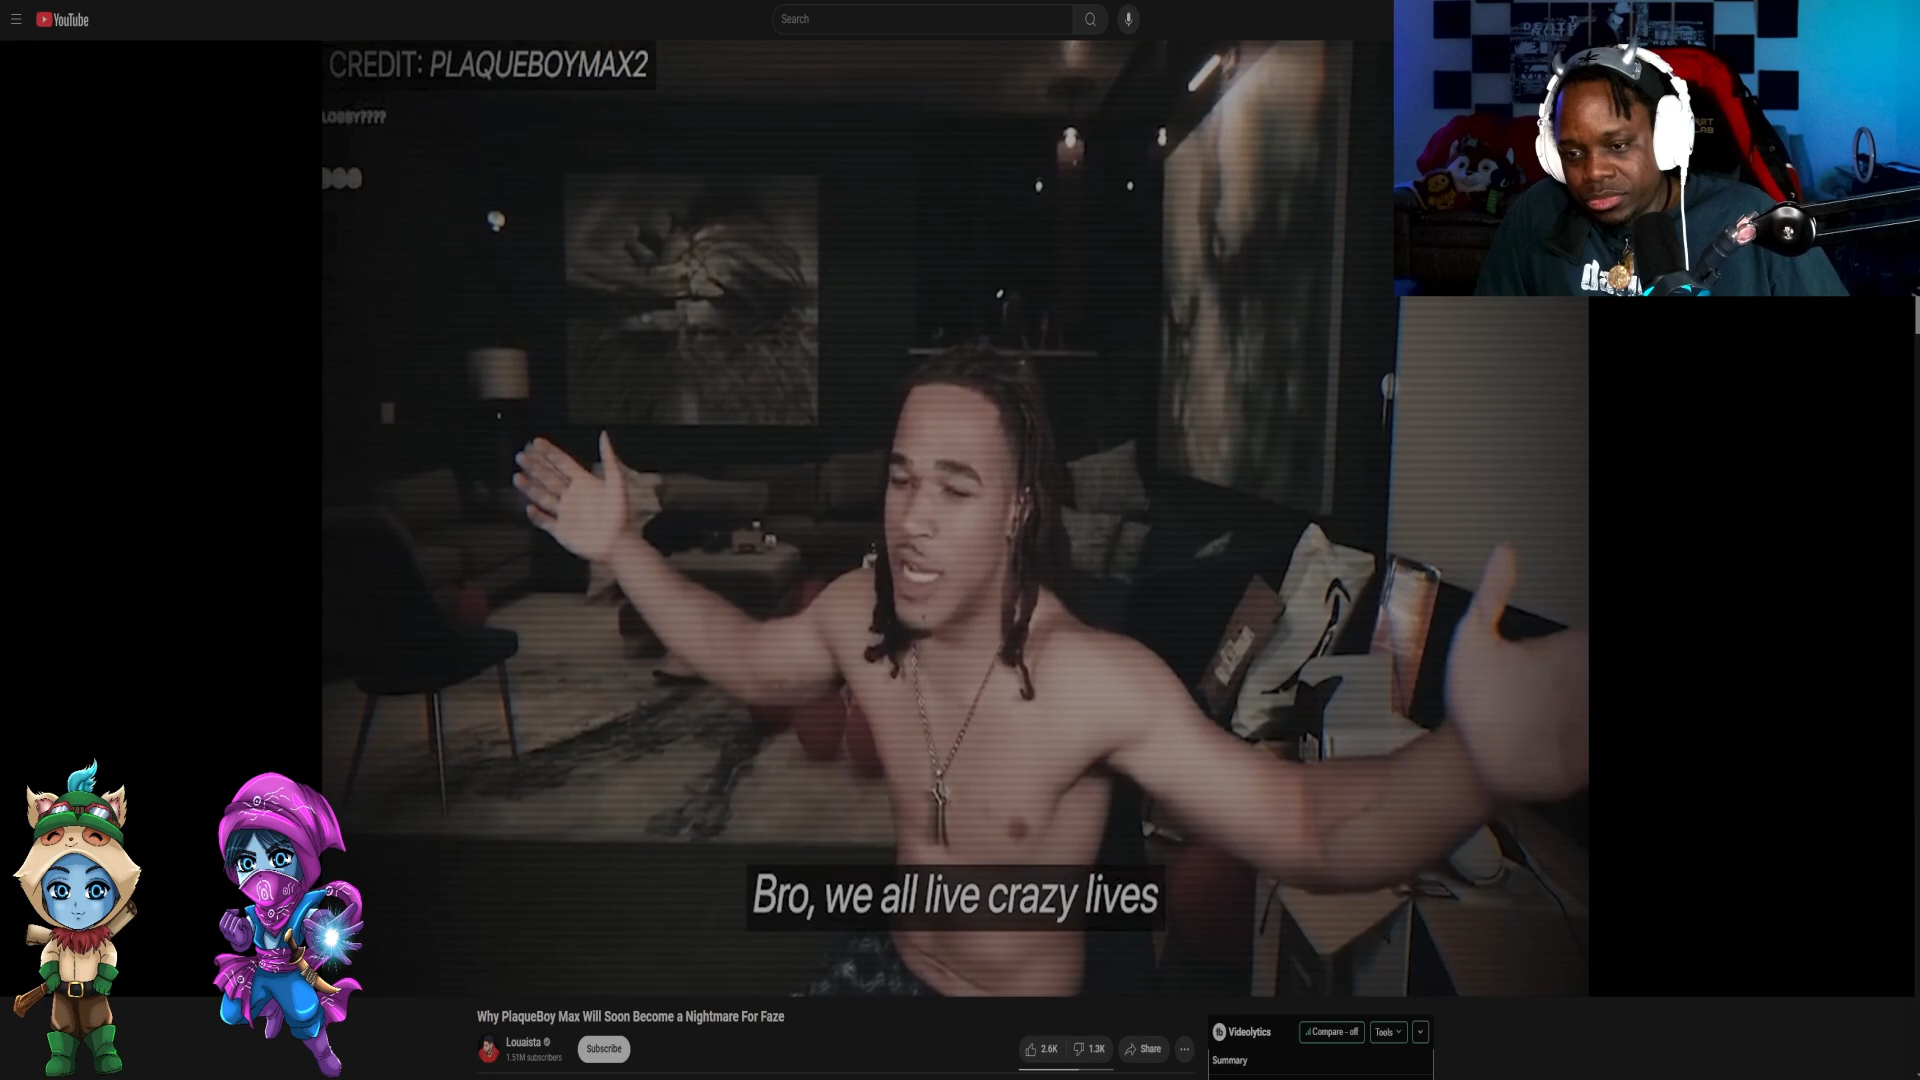 YouTube
Search
CREDIT: PLAQUEBOYMAX2
LOBBY????
Bro, we all live crazy lives
Why PlaqueBoy Max Will Soon Become a Nightmare For Faze
Louaista
1.51M subscribers
Subscribe
2.6K
1.3K
Share
Videolytics
Compare - off
Tools
Summary